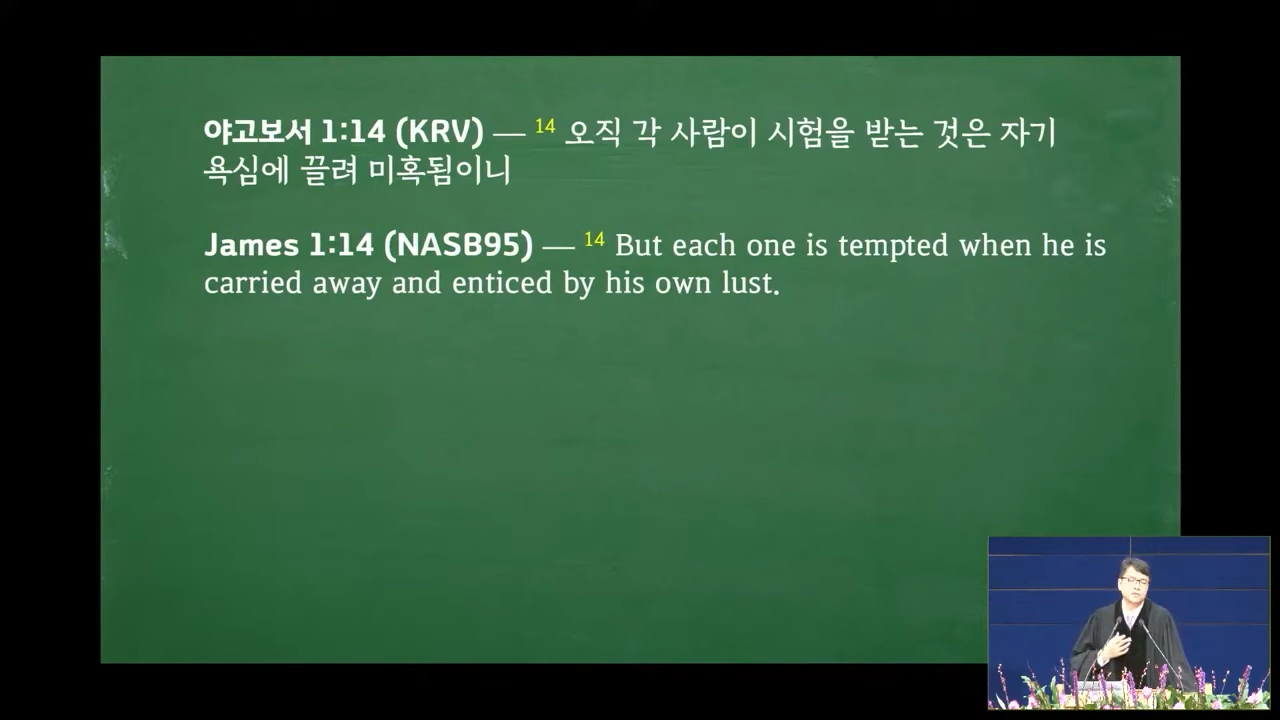 야고보서 1:14 (KRV) — 14 오직 각 사람이 시험을 받는 것은 자기
욕심에 끌려 미혹됨이니
James 1:14 (NASB95) — 14 But each one is tempted when he is
carried away and enticed by his own lust.